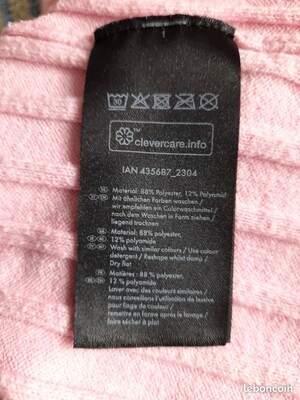 30
clevercare.info
™
IAN 435687_2304
Material: 88% Polyester, 12% Polyamid
Mit ähnlichen Farben waschen /
wir empfehlen ein Colorwaschmittel /
nach dem Waschen in Form ziehen /
liegend trocknen
Material: 88% polyester,
12% polyamide
Wash with similar colours / Use colour
detergent / Reshape whilst damp /
Dry flat
Matières : 88 % polyester,
12 % polyamide
Laver avec des couleurs similaires /
nous conseillons l'utilisation de lessive
pour linge de couleur /
remettre en forme après le lavage /
faire sécher à plat
leboncoin